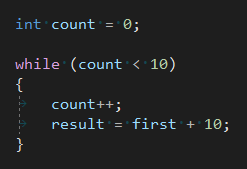 int count = 0;
while (count < 10)
{
count++;
result = first + 10;
}